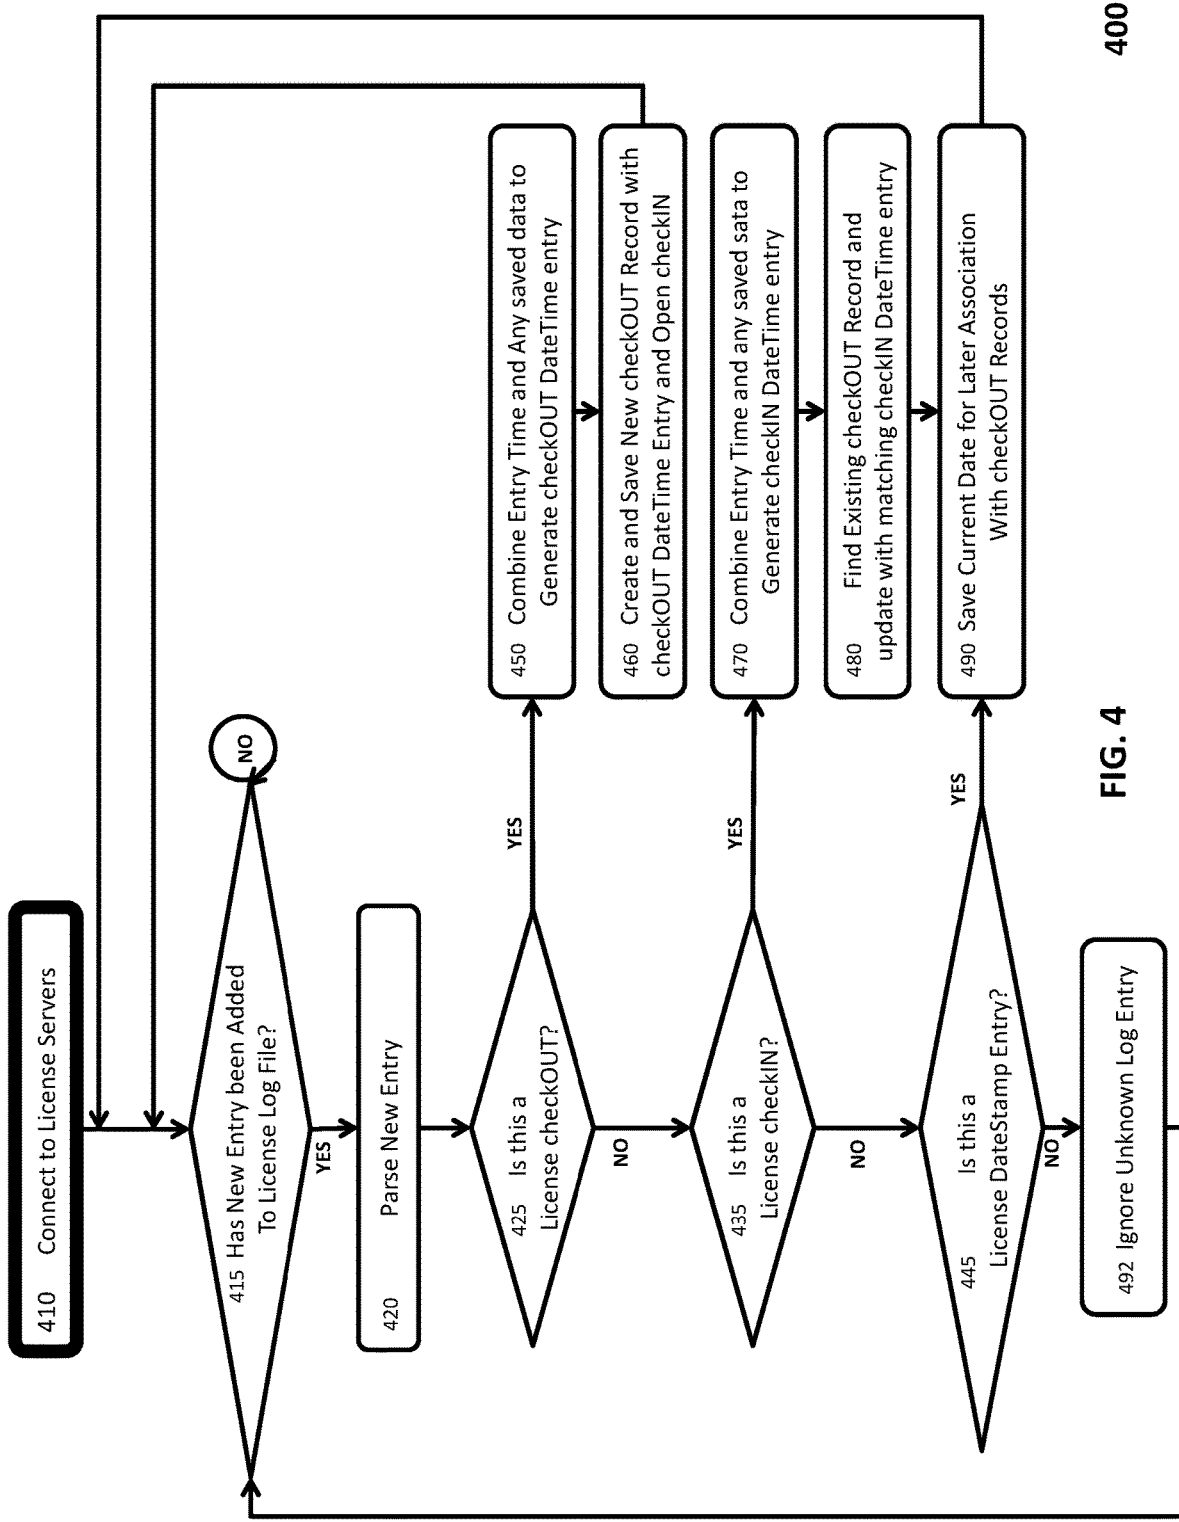 410 Connect to License Servers
415 Has New Entry been Added
To License Log File?
NO
YES
420 Parse New Entry
425 Is this a
License checkOUT?
YES
NO
450 Combine Entry Time and Any saved data to
Generate checkOUT DateTime entry
460 Create and Save New checkOUT Record with
checkOUT DateTime Entry and Open checkIN
435 Is this a
License checkIN?
YES
NO
470 Combine Entry Time and any saved sata to
Generate checkIN DateTime entry
480 Find Existing checkOUT Record and
update with matching checkIN DateTime entry
445 Is this a
License DateStamp Entry?
YES
NO
490 Save Current Date for Later Association
With checkOUT Records
492 Ignore Unknown Log Entry
FIG. 4
400